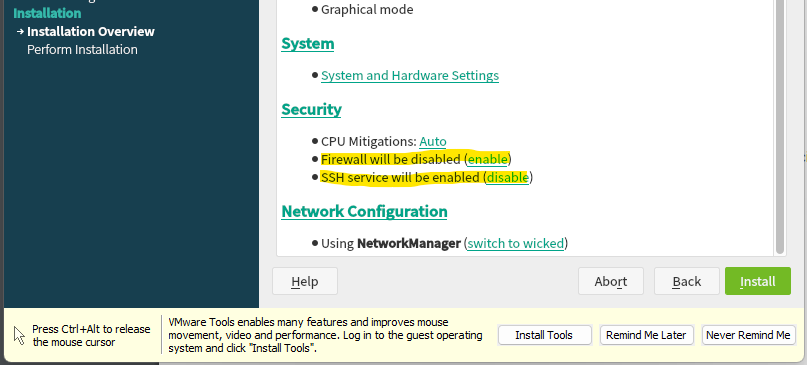 Installation
Installation Overview
Perform Installation
Graphical mode
System
System and Hardware Settings
Security
CPU Mitigations: Auto
Firewall will be disabled (enable)
SSH service will be enabled (disable)
Network Configuration
Using NetworkManager (switch to wicked)
Help
Abort
Back
Install
Press Ctrl+Alt to release
the mouse cursor
VMware Tools enables many features and improves mouse
movement, video and performance. Log in to the guest operating
system and click "Install Tools".
Install Tools
Remind Me Later
Never Remind Me